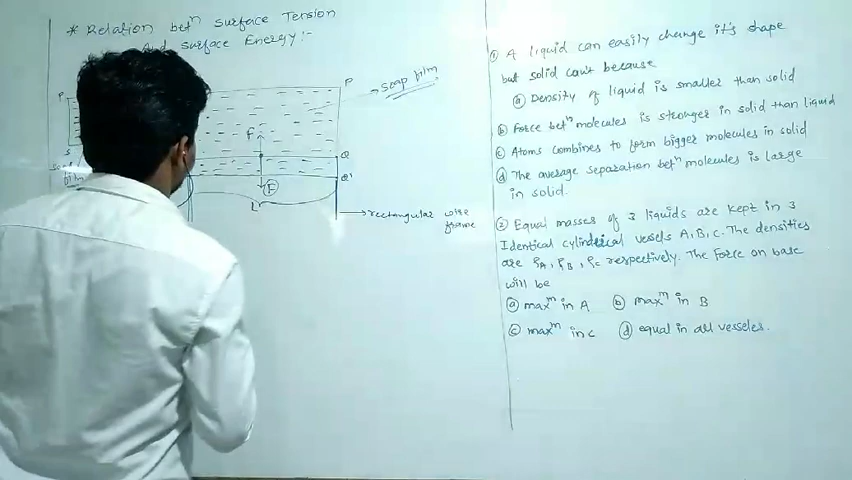 * Relation betⁿ surface Tension
And surface Energy:-
P
P
soap film
f
S
Q
Q'
F
film
L
rectangular wire
frame
① A liquid can easily change it's shape
but solid can't because
ⓐ Density of liquid is smaller than solid
ⓑ Force betⁿ molecules is stronger in solid than liquid
ⓒ Atoms combines to form bigger molecules in solid
ⓓ The average separation betⁿ molecules is large
in solid.
② Equal masses of 3 liquids are kept in 3
Identical cylindrical vessels A, B, C. The densities
are ρA, ρB, ρC respectively. The Force on base
will be
ⓐ maxᵐ in A ⓑ maxᵐ in B
ⓒ maxᵐ in C ⓓ equal in all vesseles.